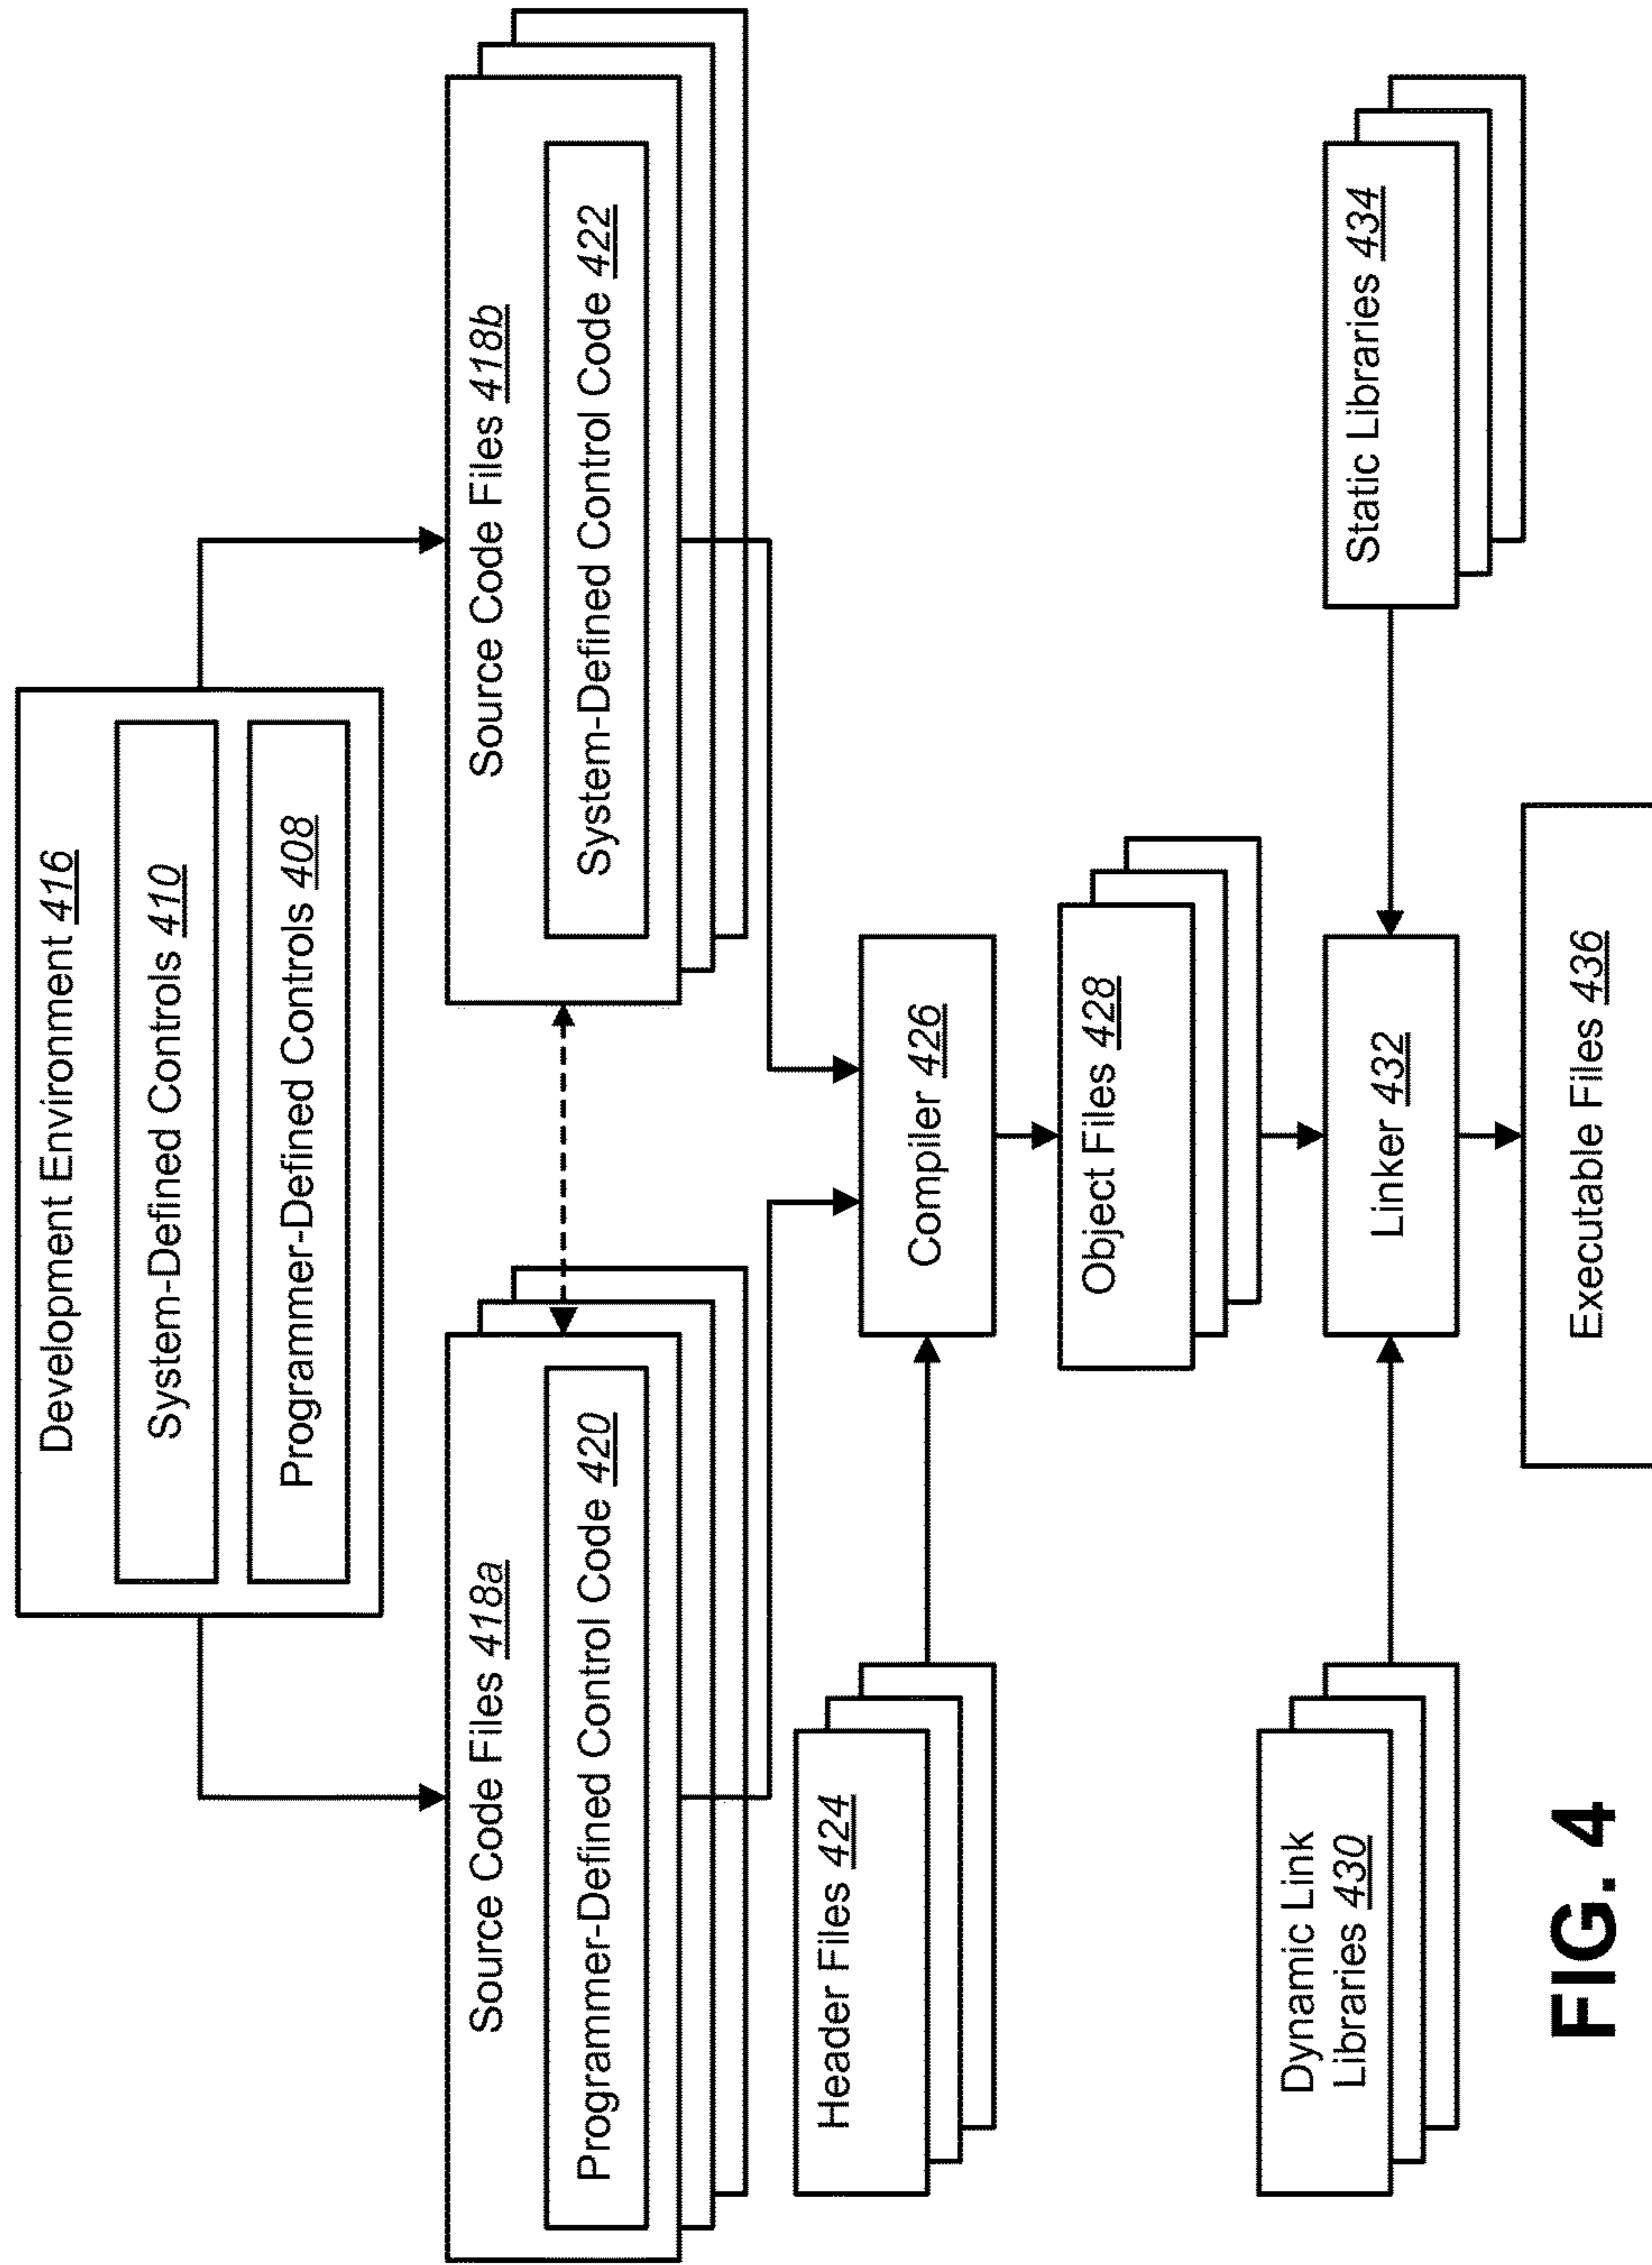 Development Environment 416
System-Defined Controls 410
Programmer-Defined Controls 408
Source Code Files 418a
Programmer-Defined Control Code 420
Source Code Files 418b
System-Defined Control Code 422
Header Files 424
Compiler 426
Object Files 428
Dynamic Link
Libraries 430
Linker 432
Static Libraries 434
Executable Files 436
FIG. 4